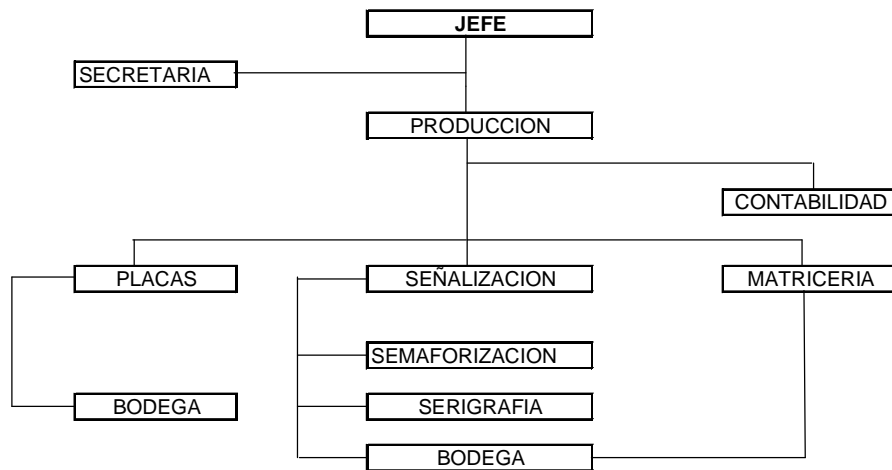 JEFE
SECRETARIA
PRODUCCION
CONTABILIDAD
PLACAS
SEÑALIZACION
MATRICERIA
SEMAFORIZACION
BODEGA
SERIGRAFIA
BODEGA